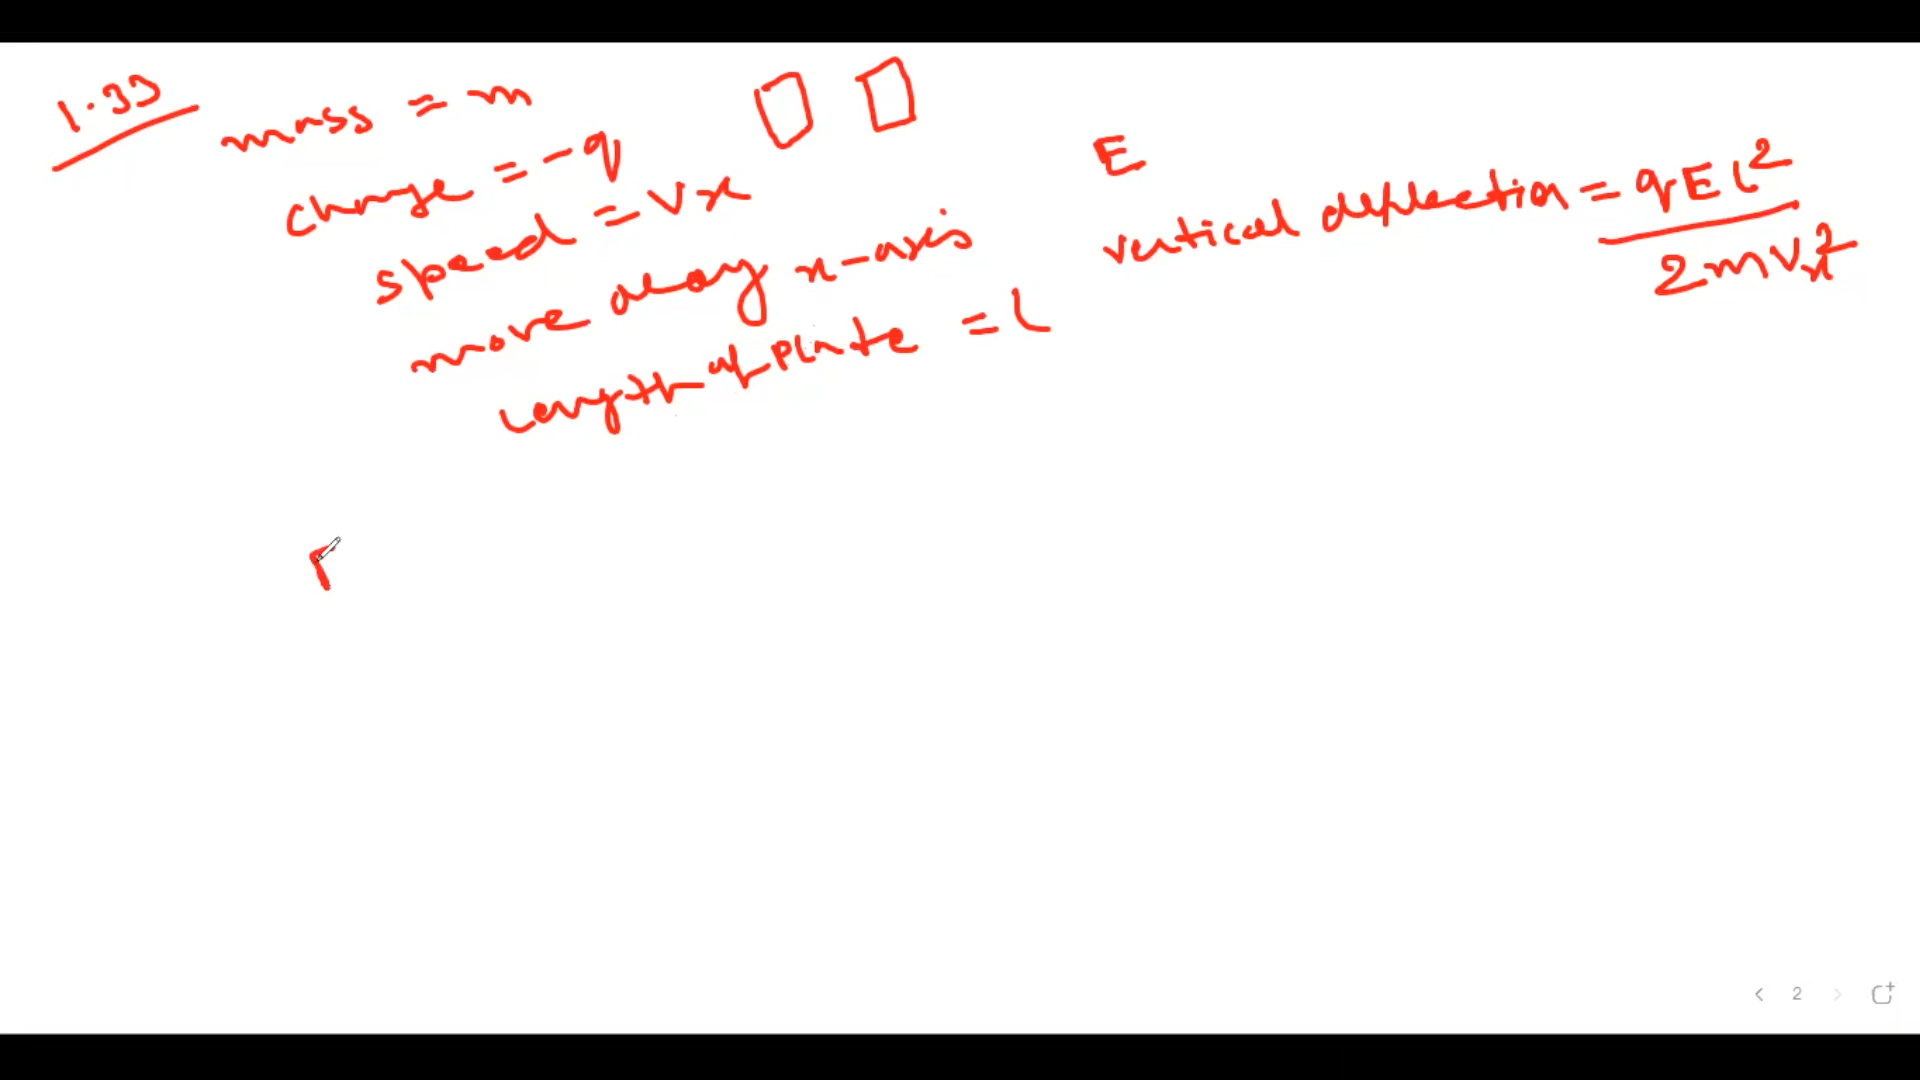 1.33
mass = m
charge = -q
speed = vx
move along x-axis
Length of plate = L
E
vertical deflection = qEL²
2mVx²
2